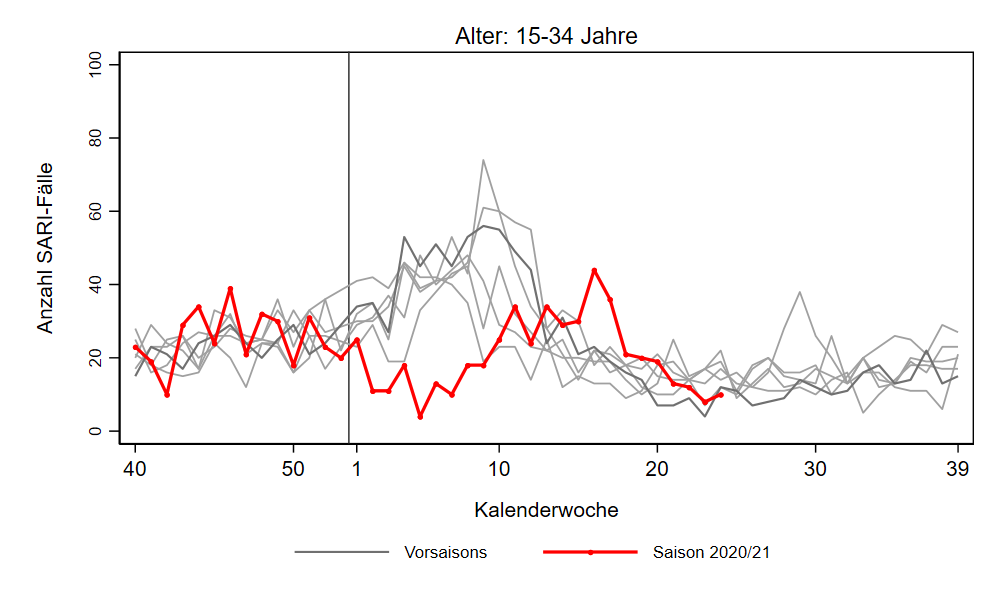 Alter: 15-34 Jahre
Anzahl SARI-Fälle
100
80
60
40
20
0
40 50 1 10 20 30 39
Kalenderwoche
Vorsaisons Saison 2020/21